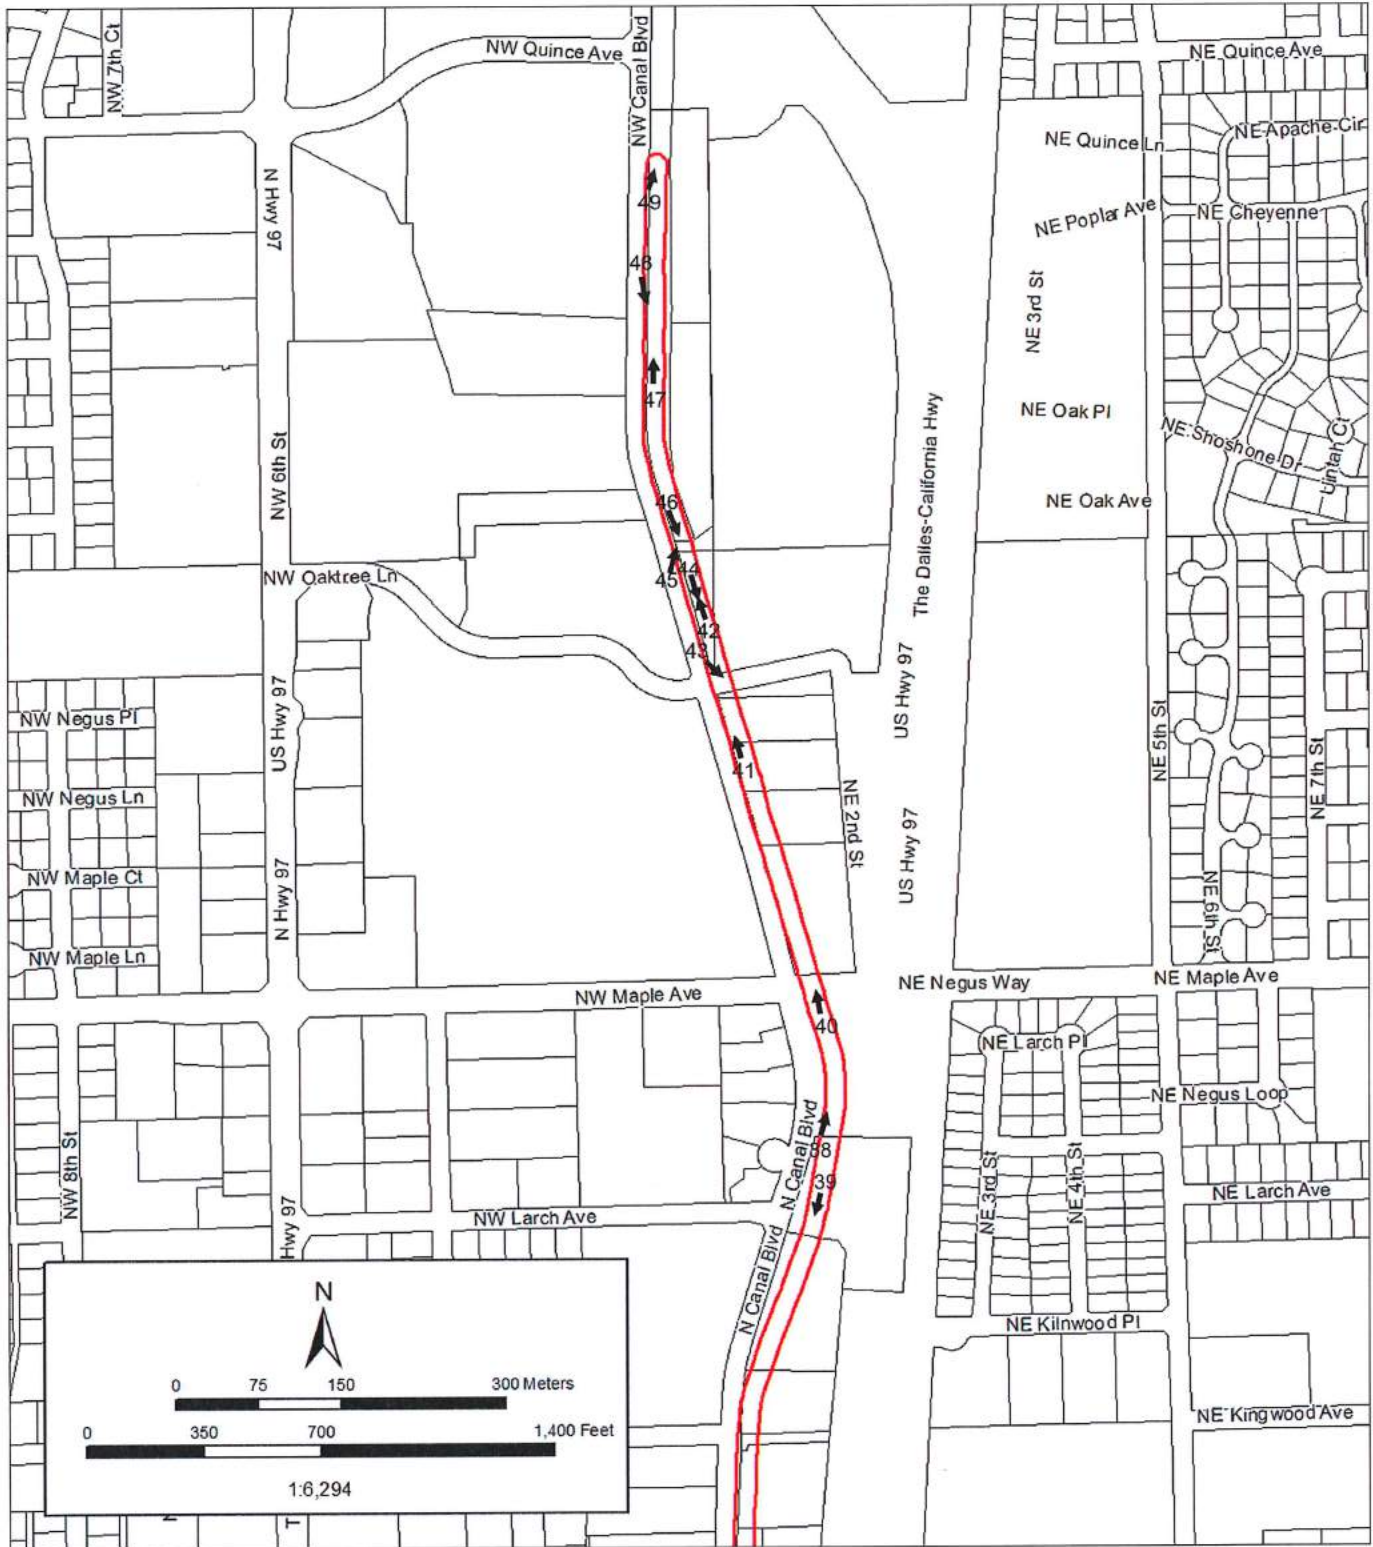 NW 7th Ct
NW Quince Ave
NW Canal Blvd
NE Quince Ave
NE Quince Ln
NE Apache Cir
N Hwy 97
49
NE Poplar Ave
NE Cheyenne
48
NE 3rd St
47
The Dalles-California Hwy
NE Oak Pl
NE Shoshone Dr
Uintah Ct
NW 6th St
46
NE Oak Ave
NW Oaktree Ln
45
44
42
43
US Hwy 97
US Hwy 97
NW Negus Pl
NE 5th St
41
NE 7th St
NW Negus Ln
NE 2nd St
US Hwy 97
NW Maple Ct
N Hwy 97
NE 6th St
NW Maple Ln
NW Maple Ave
NE Negus Way
NE Maple Ave
40
NE Larch Pl
NE Negus Loop
N Canal Blvd
38
NW 8th St
39
NE 3rd St
NE 4th St
NE Larch Ave
NW Larch Ave
Hwy 97
N Canal Blvd
NE Kilnwood Pl
N
0 75 150 300 Meters
0 350 700 1,400 Feet
1:6,294
NE Kingwood Ave
T